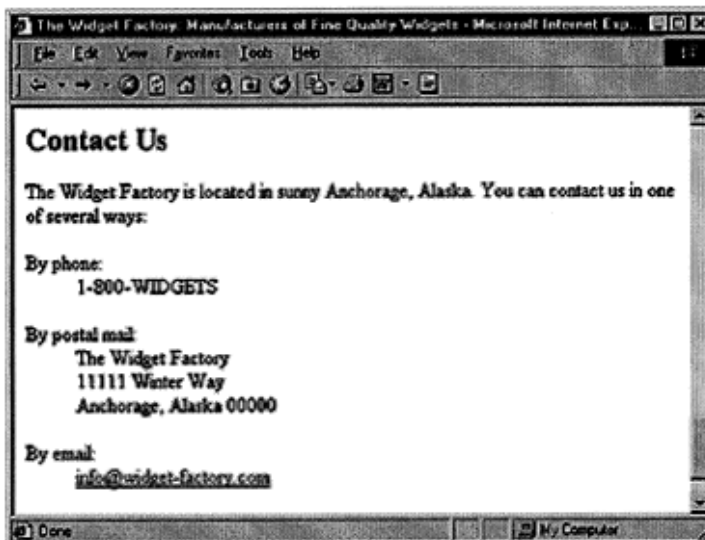 The Widget Factory: Manufacturers of Fine Quality Widgets - Microsoft Internet Exp...
File Edit View Favorites Tools Help
Contact Us
The Widget Factory is located in sunny Anchorage, Alaska. You can contact us in one
of several ways:
By phone:
1-800-WIDGETS
By postal mail:
The Widget Factory
11111 Winter Way
Anchorage, Alaska 00000
By email:
info@widget-factory.com
Done
My Computer